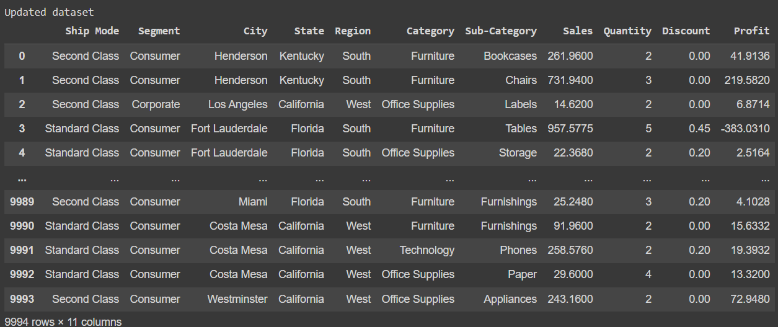 Updated dataset
Ship Mode Segment City State Region Category Sub-Category Sales Quantity Discount Profit
0 Second Class Consumer Henderson Kentucky South Furniture Bookcases 261.9600 2 0.00 41.9136
1 Second Class Consumer Henderson Kentucky South Furniture Chairs 731.9400 3 0.00 219.5820
2 Second Class Corporate Los Angeles California West Office Supplies Labels 14.6200 2 0.00 6.8714
3 Standard Class Consumer Fort Lauderdale Florida South Furniture Tables 957.5775 5 0.45 -383.0310
4 Standard Class Consumer Fort Lauderdale Florida South Office Supplies Storage 22.3680 2 0.20 2.5164
... ... ... ... ... ... ... ... ... ... ... ...
9989 Second Class Consumer Miami Florida South Furniture Furnishings 25.2480 3 0.20 4.1028
9990 Standard Class Consumer Costa Mesa California West Furniture Furnishings 91.9600 2 0.00 15.6332
9991 Standard Class Consumer Costa Mesa California West Technology Phones 258.5760 2 0.20 19.3932
9992 Standard Class Consumer Costa Mesa California West Office Supplies Paper 29.6000 4 0.00 13.3200
9993 Second Class Consumer Westminster California West Office Supplies Appliances 243.1600 2 0.00 72.9480
9994 rows × 11 columns